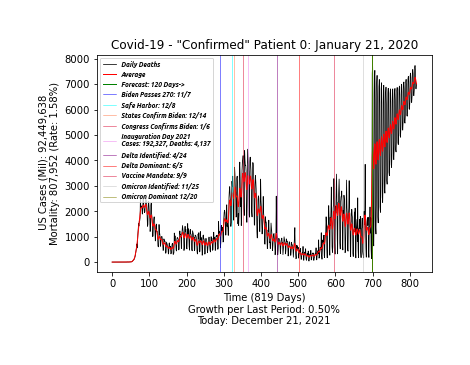 Covid-19 - "Confirmed" Patient 0: January 21, 2020
US Cases (Mil): 92,449,638
Mortality: 807,952 (Rate: 1.58%)
8000
7000
6000
5000
4000
3000
2000
1000
0
Daily Deaths
Average
Forecast: 120 Days->
Biden Passes 270: 11/7
Safe Harbor: 12/8
States Confirm Biden: 12/14
Congress Confirms Biden: 1/6
Inauguration Day 2021
Cases: 192,327, Deaths: 4,137
Delta Identified: 4/24
Delta Dominant: 6/5
Vaccine Mandate: 9/9
Omicron Identified: 11/25
Omicron Dominant 12/20
0 100 200 300 400 500 600 700 800
Time (819 Days)
Growth per Last Period: 0.50%
Today: December 21, 2021